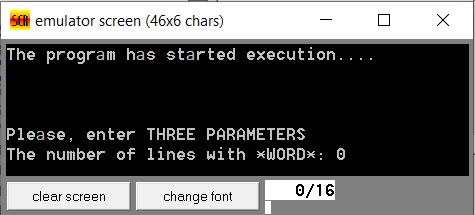 SCR emulator screen (46x6 chars)
The program has started execution....
Please, enter THREE PARAMETERS
The number of lines with *WORD*: 0
clear screen change font 0/16